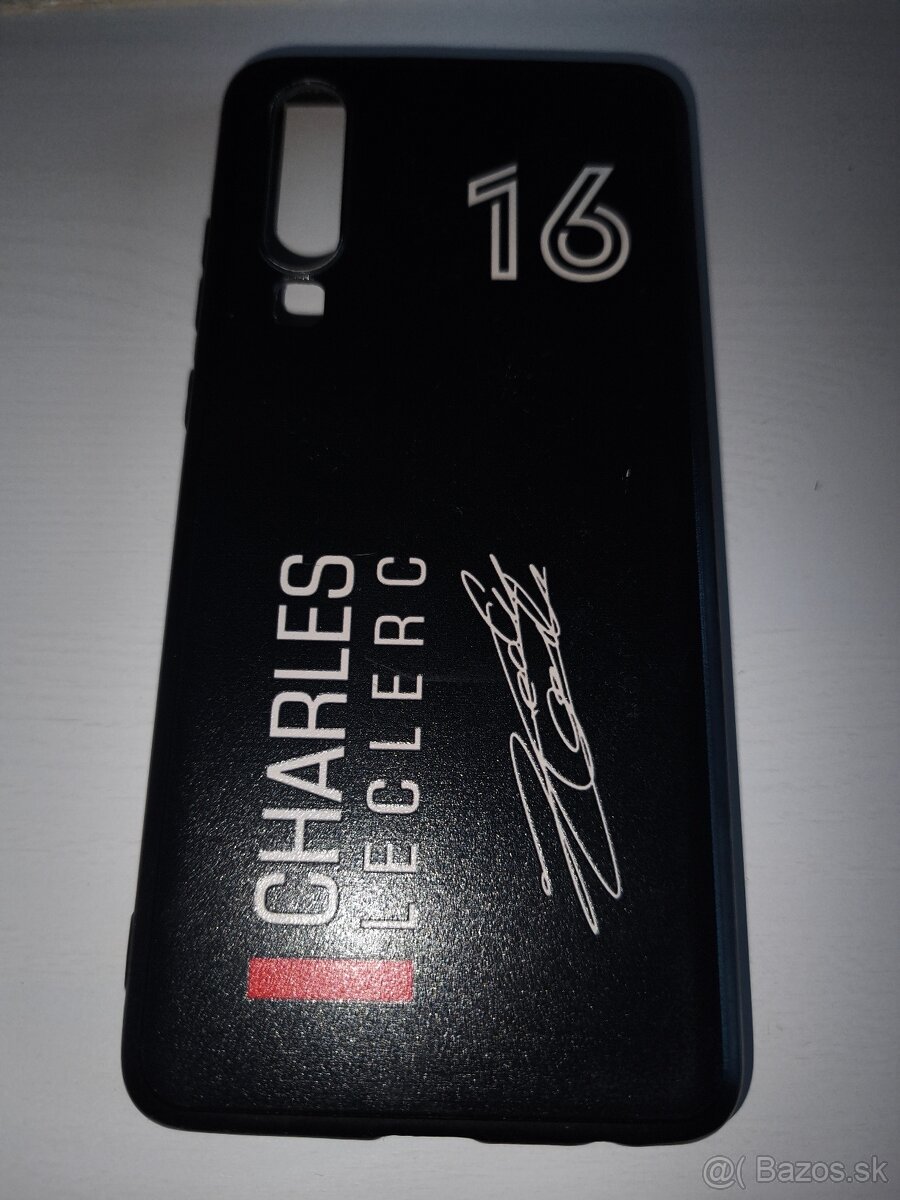 16
CHARLES
LECLERC
@( Bazos.sk